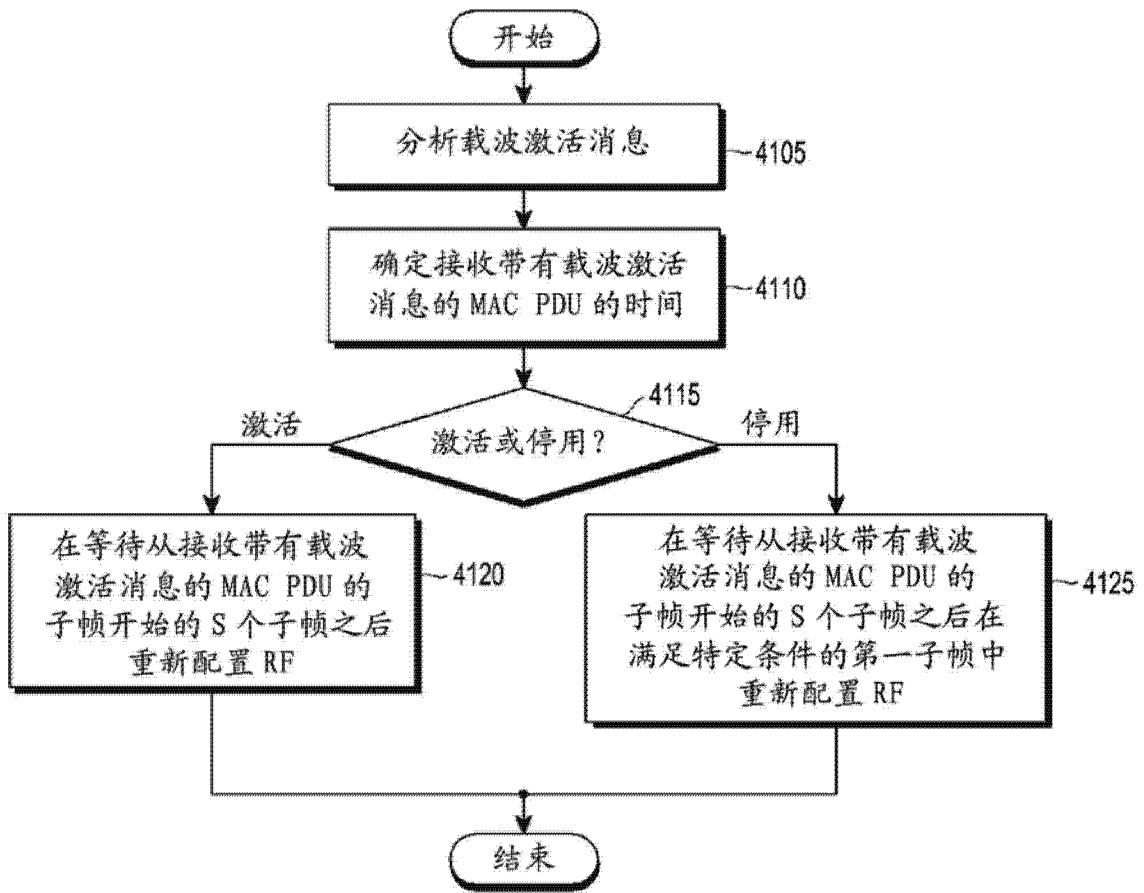 开始
分析载波激活消息
4105
确定接收带有载波激活
消息的 MAC PDU 的时间
4110
4115
激活
激活或停用?
停用
在等待从接收带有载波
激活消息的 MAC PDU 的
子帧开始的 S 个子帧之后
重新配置 RF
4120
在等待从接收带有载波
激活消息的 MAC PDU 的
子帧开始的 S 个子帧之后在
满足特定条件的第一子帧中
重新配置 RF
4125
结束